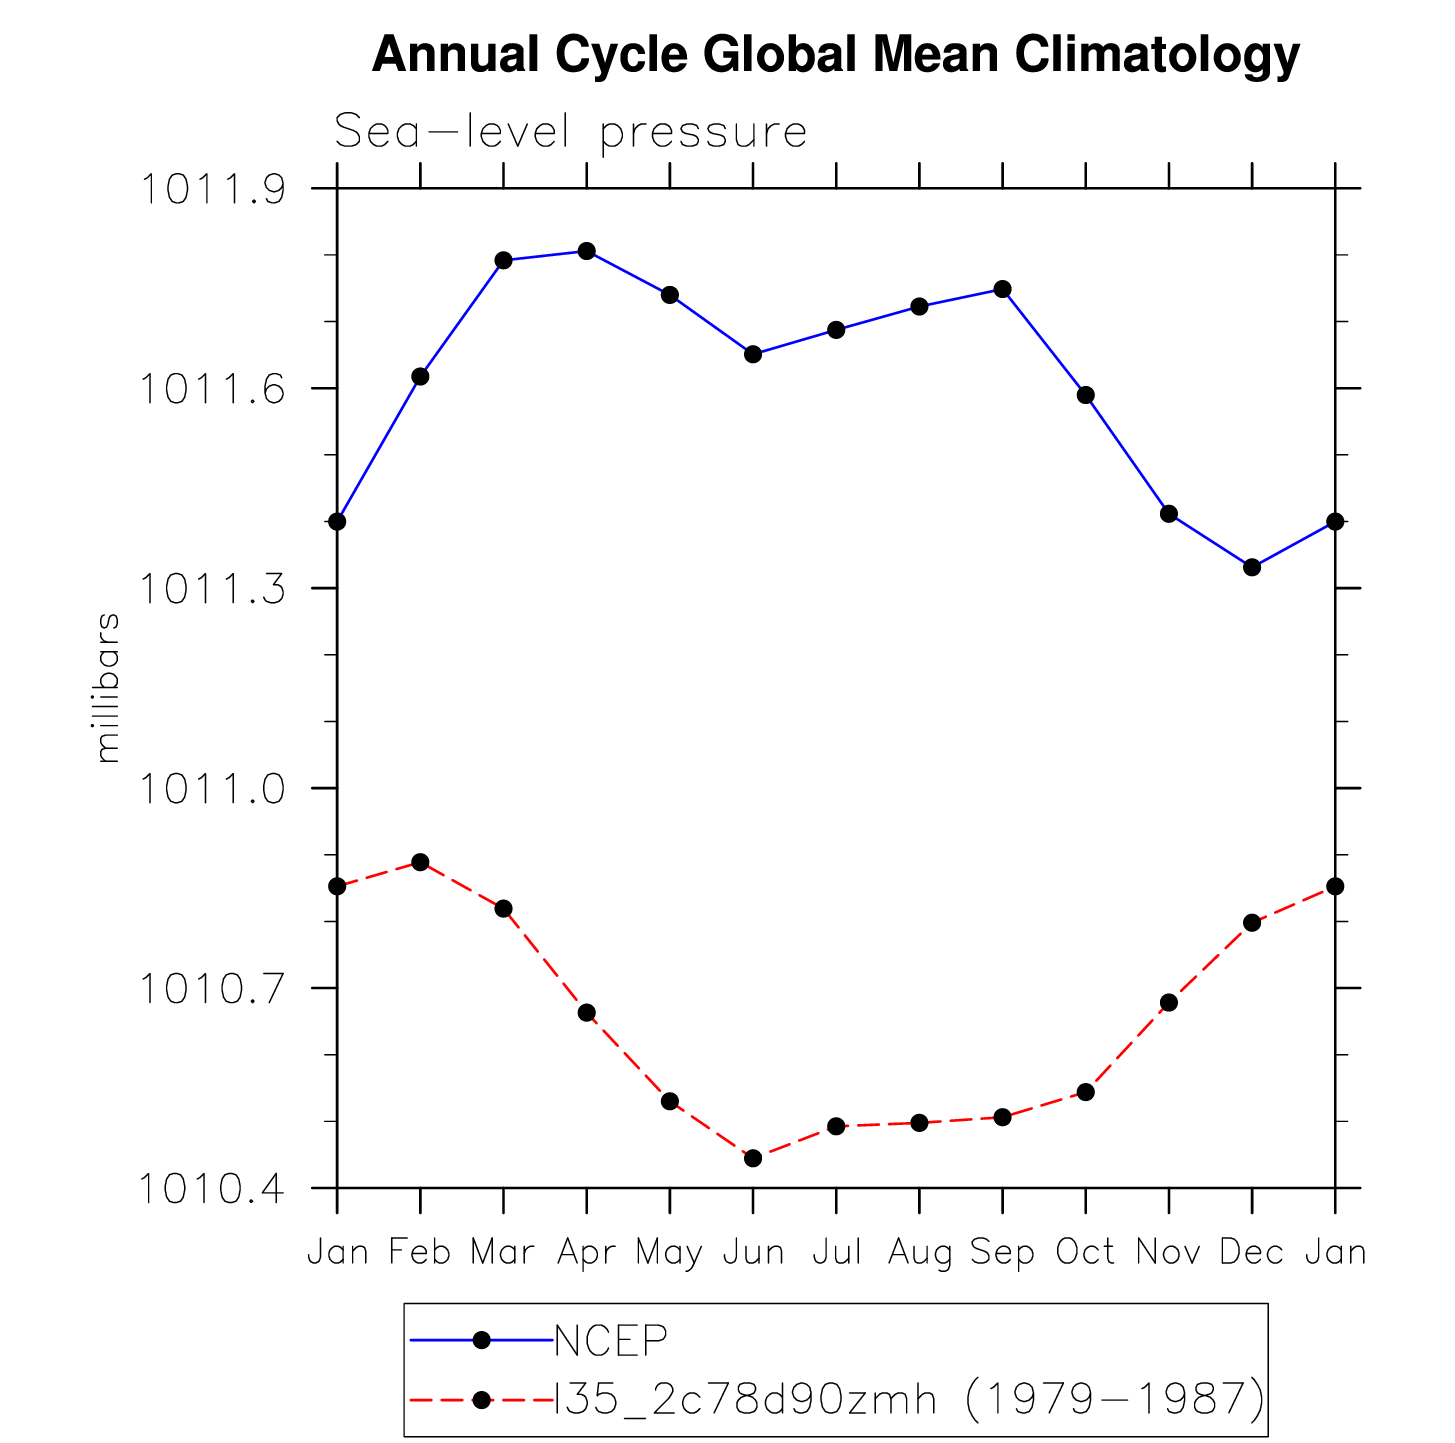 Annual Cycle Global Mean Climatology
Sea-level pressure
1011.9
1011.6
1011.3
1011.0
1010.7
1010.4
millibars
Jan Feb Mar Apr May Jun Jul Aug Sep Oct Nov Dec Jan
NCEP
I35_2c78d90zmh (1979-1987)